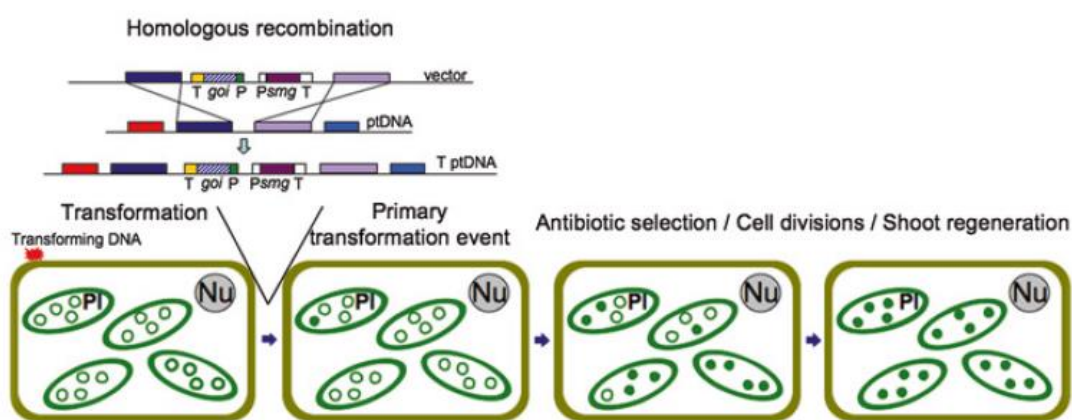 Homologous recombination
vector
T goi P Psmg T
ptDNA
T ptDNA
T goi P Psmg T
Transformation
Primary
transformation event
Antibiotic selection / Cell divisions / Shoot regeneration
Transforming DNA
Pl Nu Pl Nu Pl Nu Pl Nu